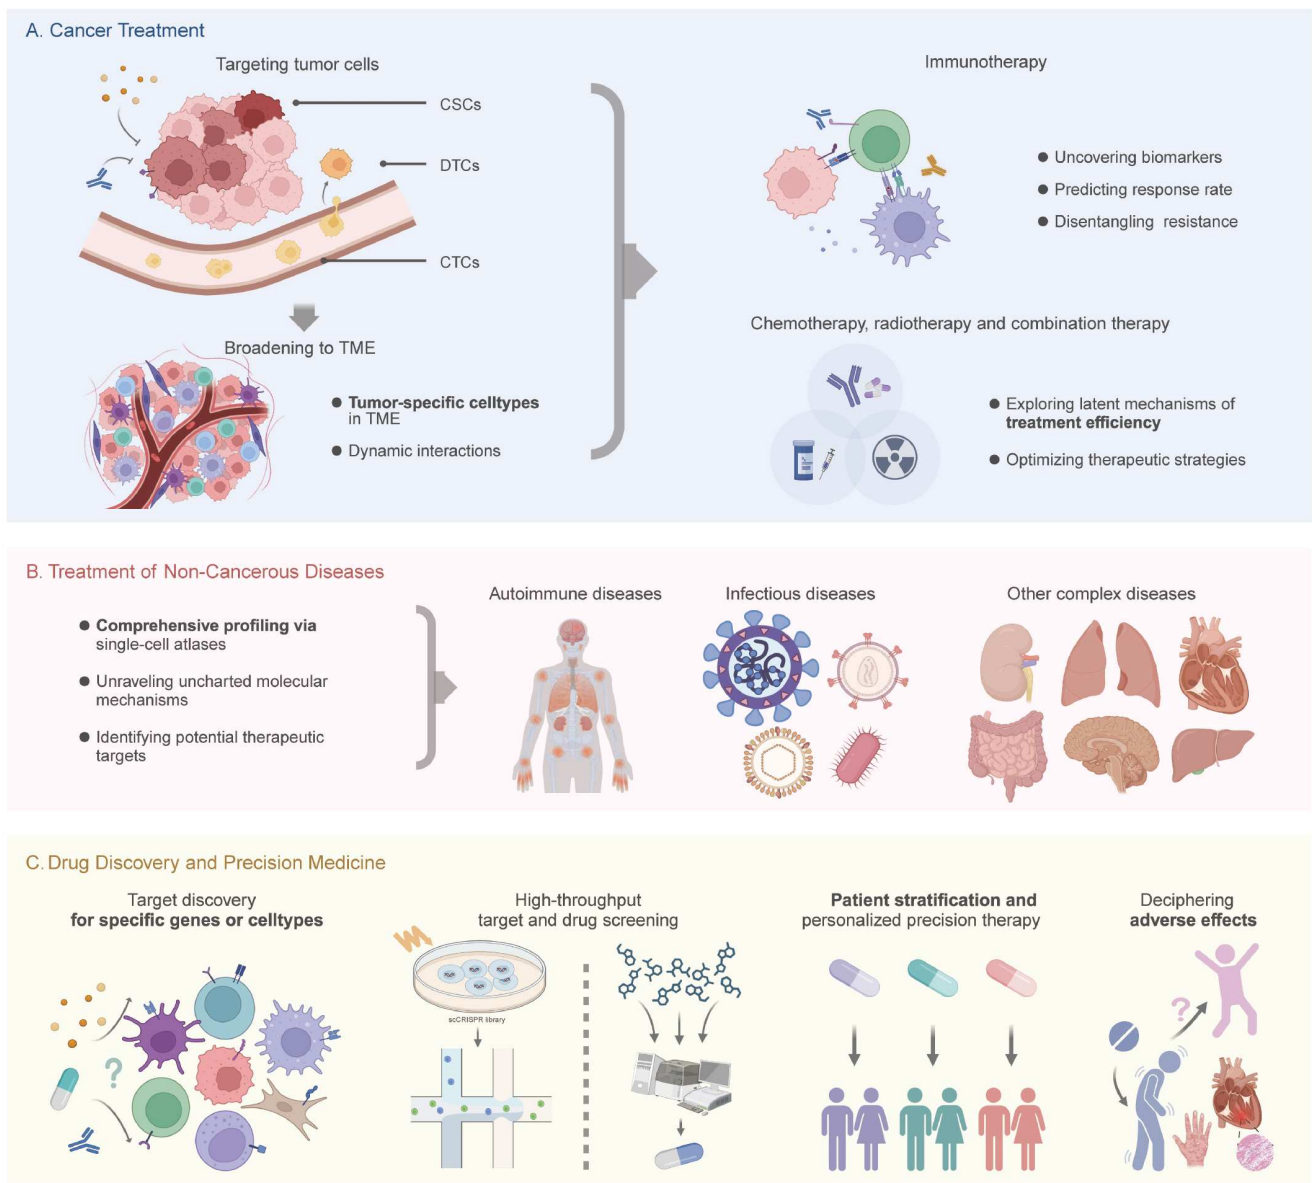 A. Cancer Treatment
Targeting tumor cells
CSCs
DTCs
CTCs
Broadening to TME
● Tumor-specific celltypes
in TME
● Dynamic interactions
Immunotherapy
● Uncovering biomarkers
● Predicting response rate
● Disentangling resistance
Chemotherapy, radiotherapy and combination therapy
● Exploring latent mechanisms of
treatment efficiency
● Optimizing therapeutic strategies
B. Treatment of Non-Cancerous Diseases
● Comprehensive profiling via
single-cell atlases
● Unraveling uncharted molecular
mechanisms
● Identifying potential therapeutic
targets
Autoimmune diseases
Infectious diseases
Other complex diseases
C. Drug Discovery and Precision Medicine
Target discovery
for specific genes or celltypes
?
High-throughput
target and drug screening
scCRISPR library
Patient stratification and
personalized precision therapy
Deciphering
adverse effects
?